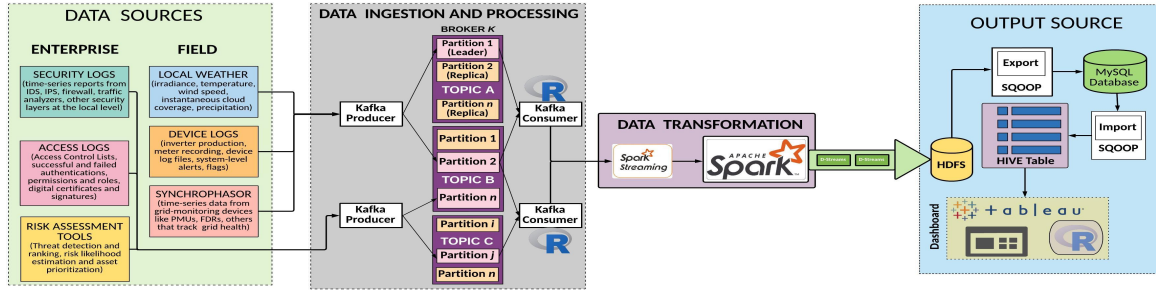 DATA SOURCES
ENTERPRISE
SECURITY LOGS
(time-series reports from
IDS, IPS, firewall, traffic
analyzers, other security
layers at the local level)
ACCESS LOGS
(Access Control Lists,
successful and failed
authentications,
permissions and roles,
digital certificates and
signatures)
RISK ASSESSMENT
TOOLS
(Threat detection and
ranking, risk likelihood
estimation and asset
prioritization)
FIELD
LOCAL WEATHER
(irradiance, temperature,
wind speed,
instantaneous cloud
coverage, precipitation)
DEVICE LOGS
(inverter production,
meter recording, device
log files, system-level
alerts, flags)
SYNCHROPHASOR
(time-series data from
grid-monitoring devices
like PMUs, FDRs, others
that track grid health)
DATA INGESTION AND PROCESSING
Kafka
Producer
Kafka
Producer
BROKER K
Partition 1
(Leader)
Partition 2
(Replica)
TOPIC A
Partition n
(Replica)
Partition 1
Partition 2
TOPIC B
Partition n
Partition i
TOPIC C
Partition j
Partition n
R
Kafka
Consumer
Kafka
Consumer
R
DATA TRANSFORMATION
Spark
Streaming
APACHE
Spark
D-Streams
D-Streams
OUTPUT SOURCE
HDFS
Export
SQOOP
MySQL
Database
Import
SQOOP
HIVE Table
Dashboard
+ableau
R